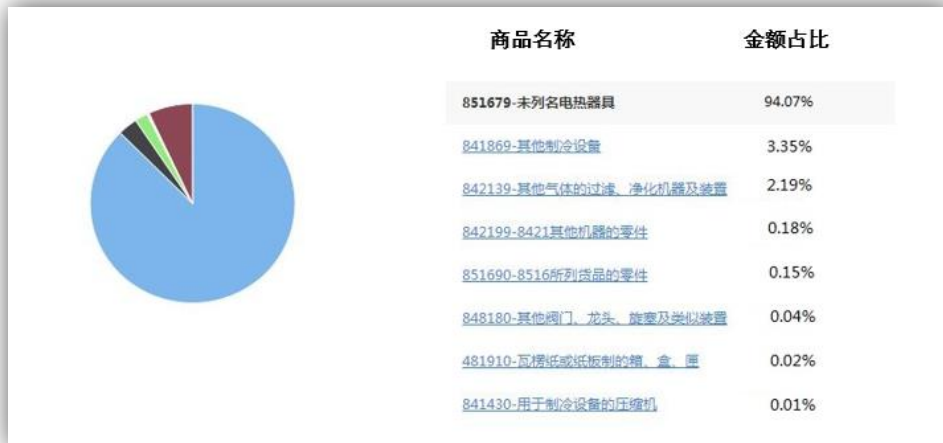 商品名称 金额占比
851679-未列名电热器具 94.07%
841869-其他制冷设备 3.35%
842139-其他气体的过滤、净化机器及装置 2.19%
842199-8421其他机器的零件 0.18%
851690-8516所列货品的零件 0.15%
848180-其他阀门、龙头、旋塞及类似装置 0.04%
481910-瓦楞纸或纸板制的箱、盒、匣 0.02%
841430-用于制冷设备的压缩机 0.01%